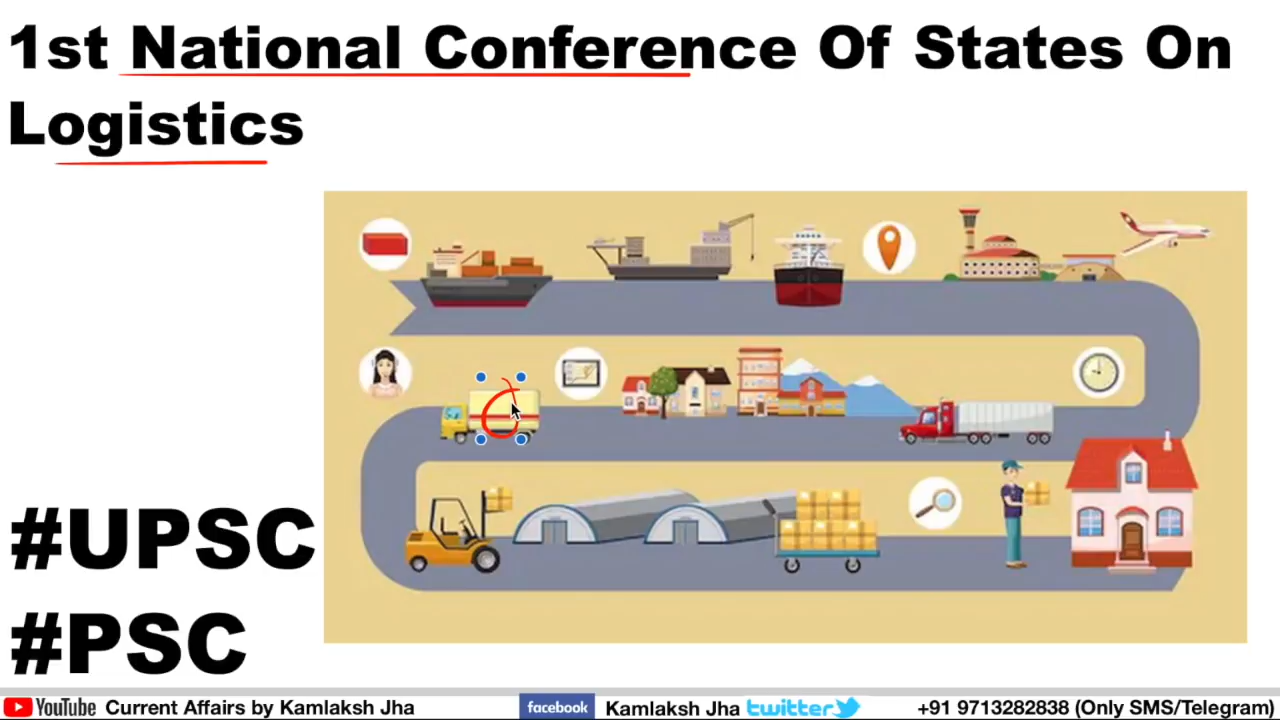 1st National Conference Of States On
Logistics
#UPSC
#PSC
YouTube Current Affairs by Kamlaksh Jha facebook Kamlaksh Jha twitter +91 9713282838 (Only SMS/Telegram)